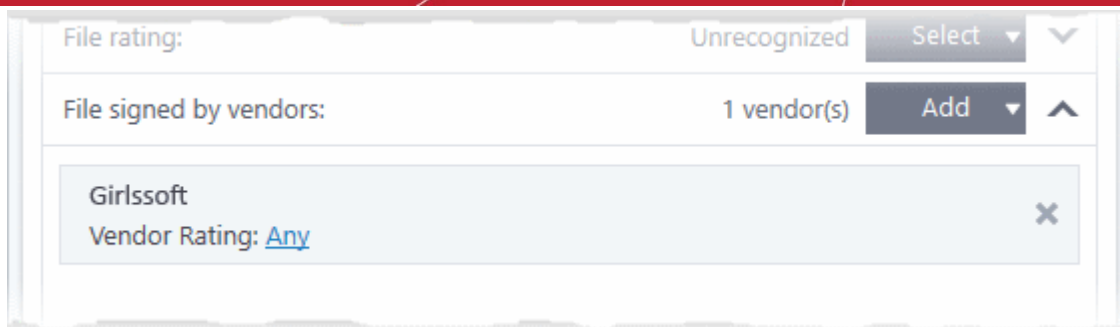 File rating: Unrecognized Select
File signed by vendors: 1 vendor(s) Add
Girlssoft
Vendor Rating: Any